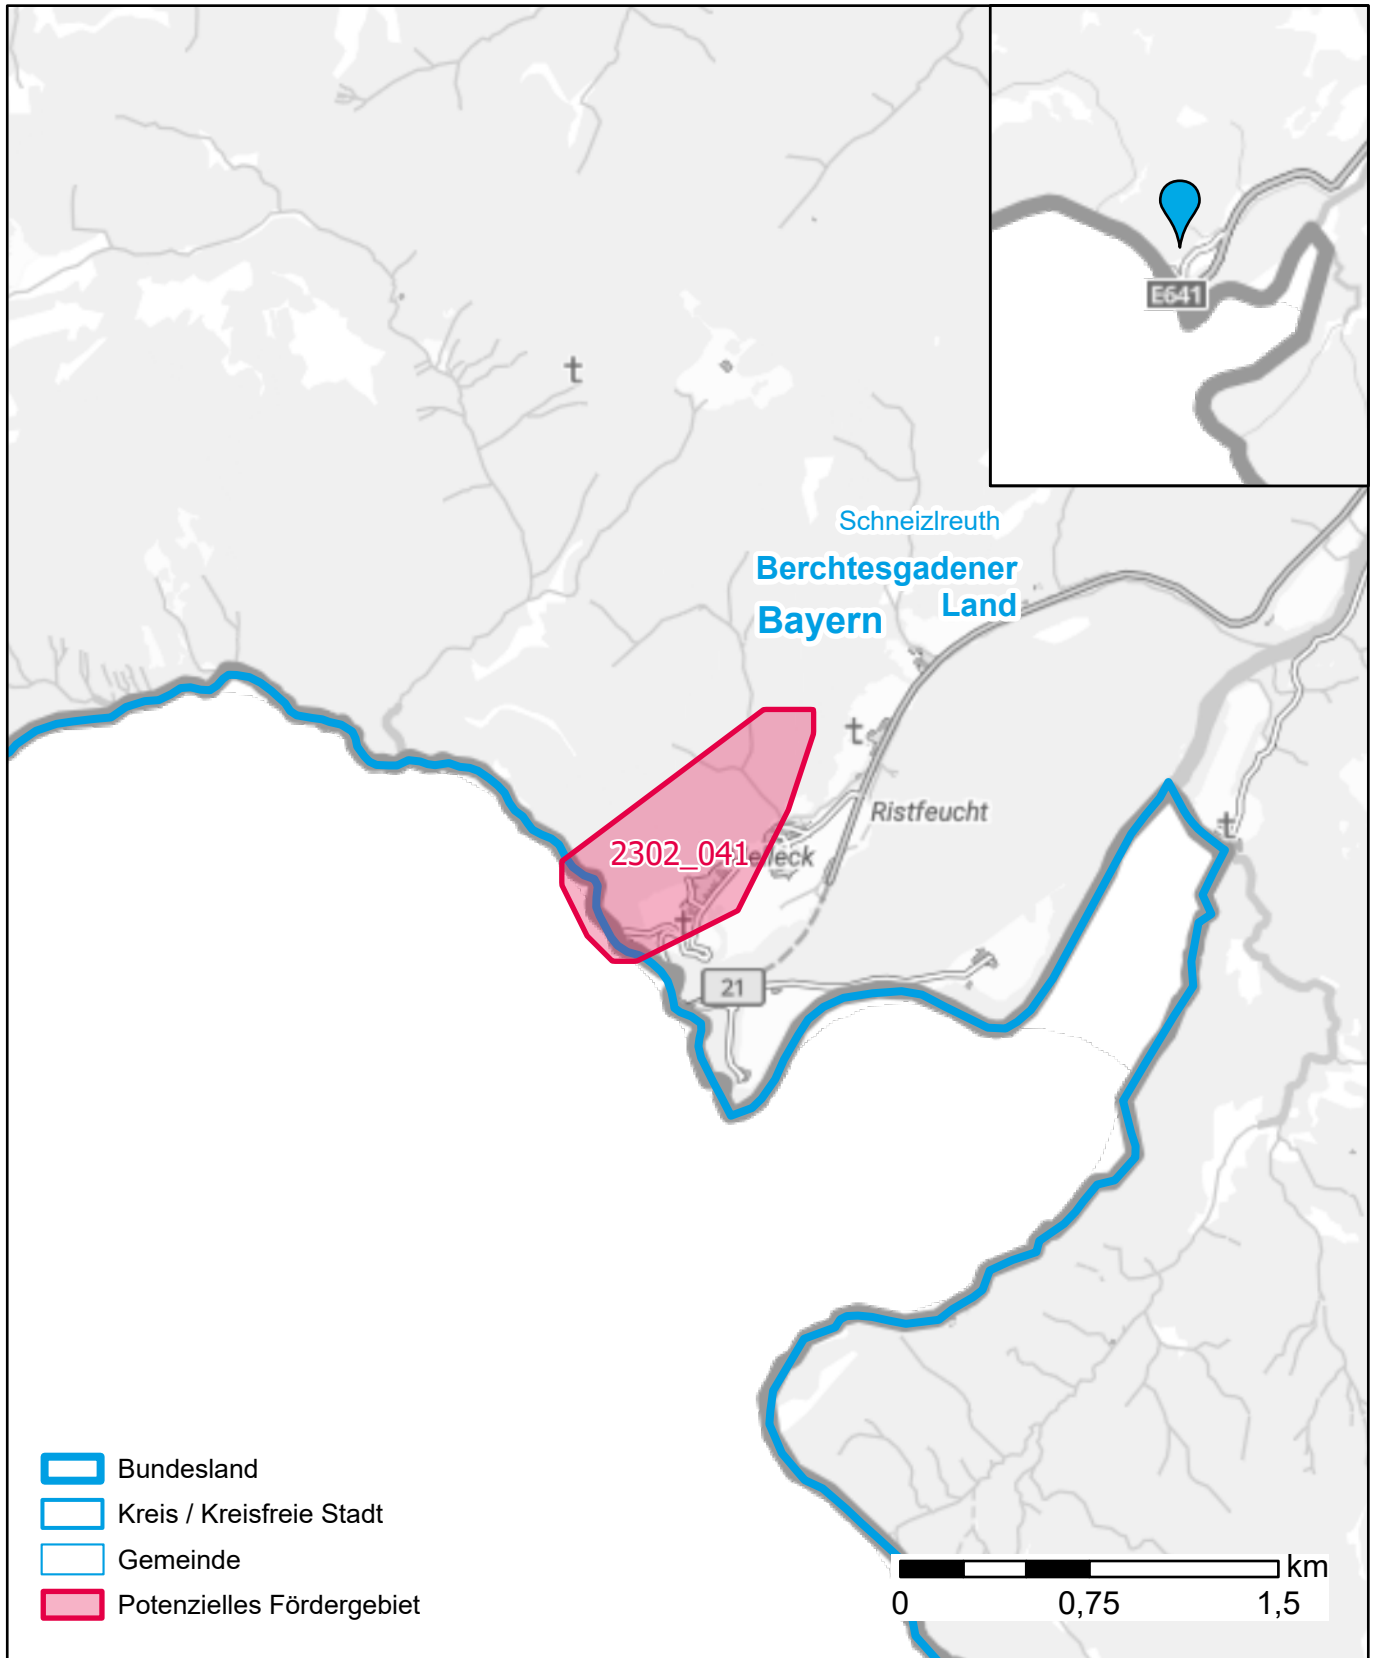 E641
Schneizlreuth
Berchtesgadener
Land
Bayern
Ristfeucht
2302_041
21
Bundesland
Kreis / Kreisfreie Stadt
Gemeinde
Potenzielles Fördergebiet
km
0 0,75 1,5